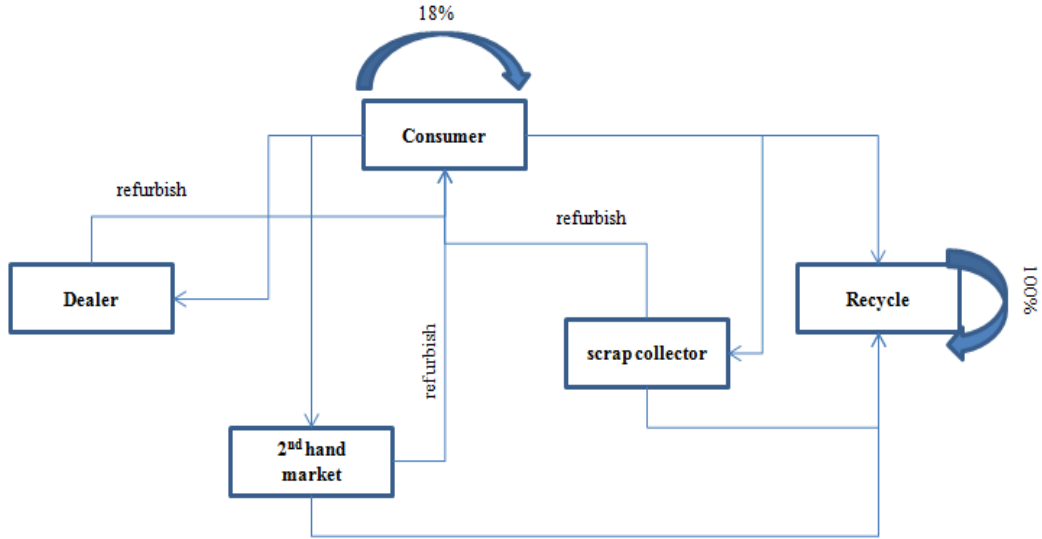 18%
Consumer
refurbish
refurbish
Dealer
Recycle
100%
refurbish
scrap collector
2nd hand
market